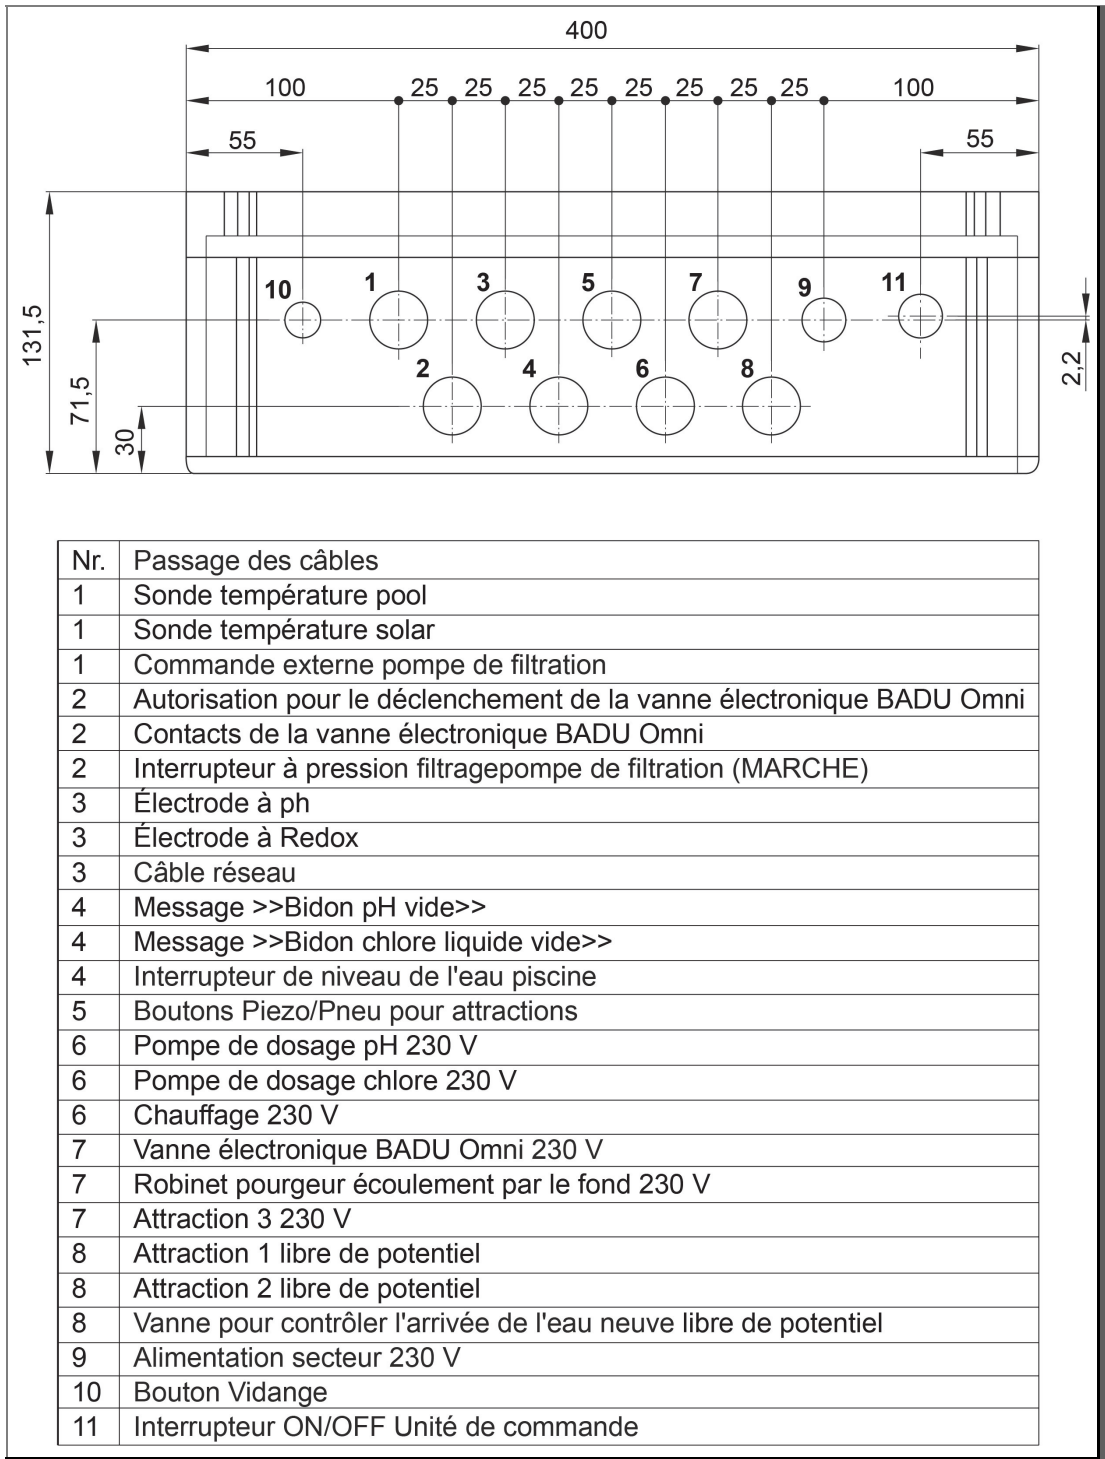 400
100 25 25 25 25 25 25 25 25 100
55 55
10 1 3 5 7 9 11
131,5
71,5
30
2,2
2 4 6 8
Nr. Passage des câbles
1 Sonde température pool
1 Sonde température solar
1 Commande externe pompe de filtration
2 Autorisation pour le déclenchement de la vanne électronique BADU Omni
2 Contacts de la vanne électronique BADU Omni
2 Interrupteur à pression filtragepompe de filtration (MARCHE)
3 Électrode à ph
3 Électrode à Redox
3 Câble réseau
4 Message >>Bidon pH vide>>
4 Message >>Bidon chlore liquide vide>>
4 Interrupteur de niveau de l'eau piscine
5 Boutons Piezo/Pneu pour attractions
6 Pompe de dosage pH 230 V
6 Pompe de dosage chlore 230 V
6 Chauffage 230 V
7 Vanne électronique BADU Omni 230 V
7 Robinet pourgeur écoulement par le fond 230 V
7 Attraction 3 230 V
8 Attraction 1 libre de potentiel
8 Attraction 2 libre de potentiel
8 Vanne pour contrôler l'arrivée de l'eau neuve libre de potentiel
9 Alimentation secteur 230 V
10 Bouton Vidange
11 Interrupteur ON/OFF Unité de commande